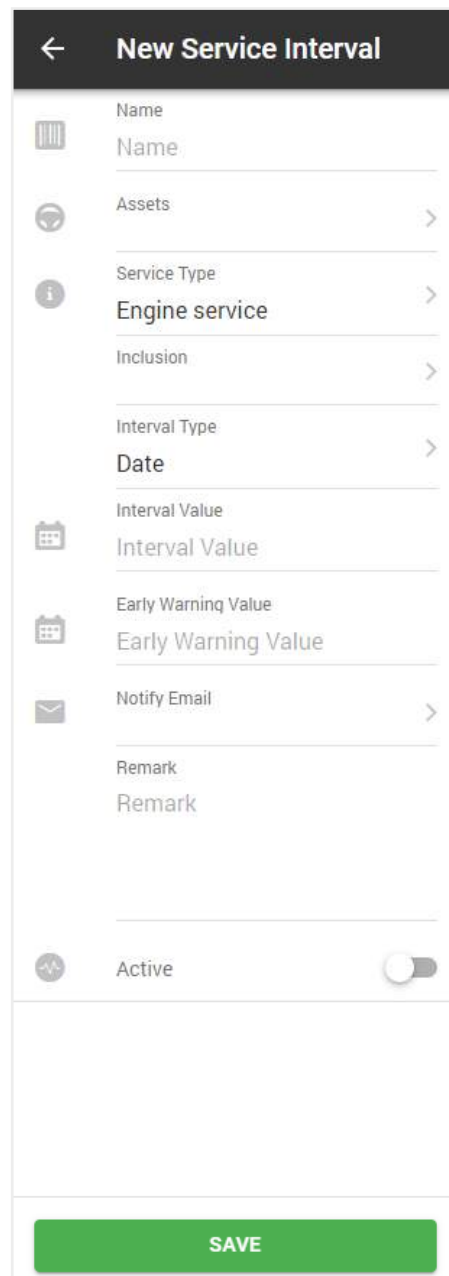 New Service Interval
Name
Name
Assets
Service Type
Engine service
Inclusion
Interval Type
Date
Interval Value
Interval Value
Early Warning Value
Early Warning Value
Notify Email
Remark
Remark
Active
SAVE